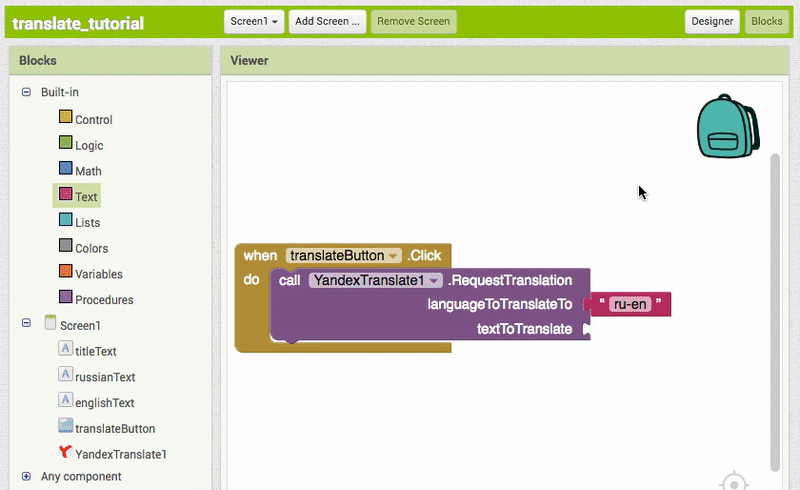 translate_tutorial
Screen1
Add Screen ...
Remove Screen
Designer
Blocks
Blocks
Viewer
Built-in
Control
Logic
Math
Text
Lists
Colors
Variables
Procedures
Screen1
titleText
russianText
englishText
translateButton
YandexTranslate1
Any component
when translateButton .Click
do call YandexTranslate1 .RequestTranslation
languageToTranslateTo “ ru-en ”
textToTranslate